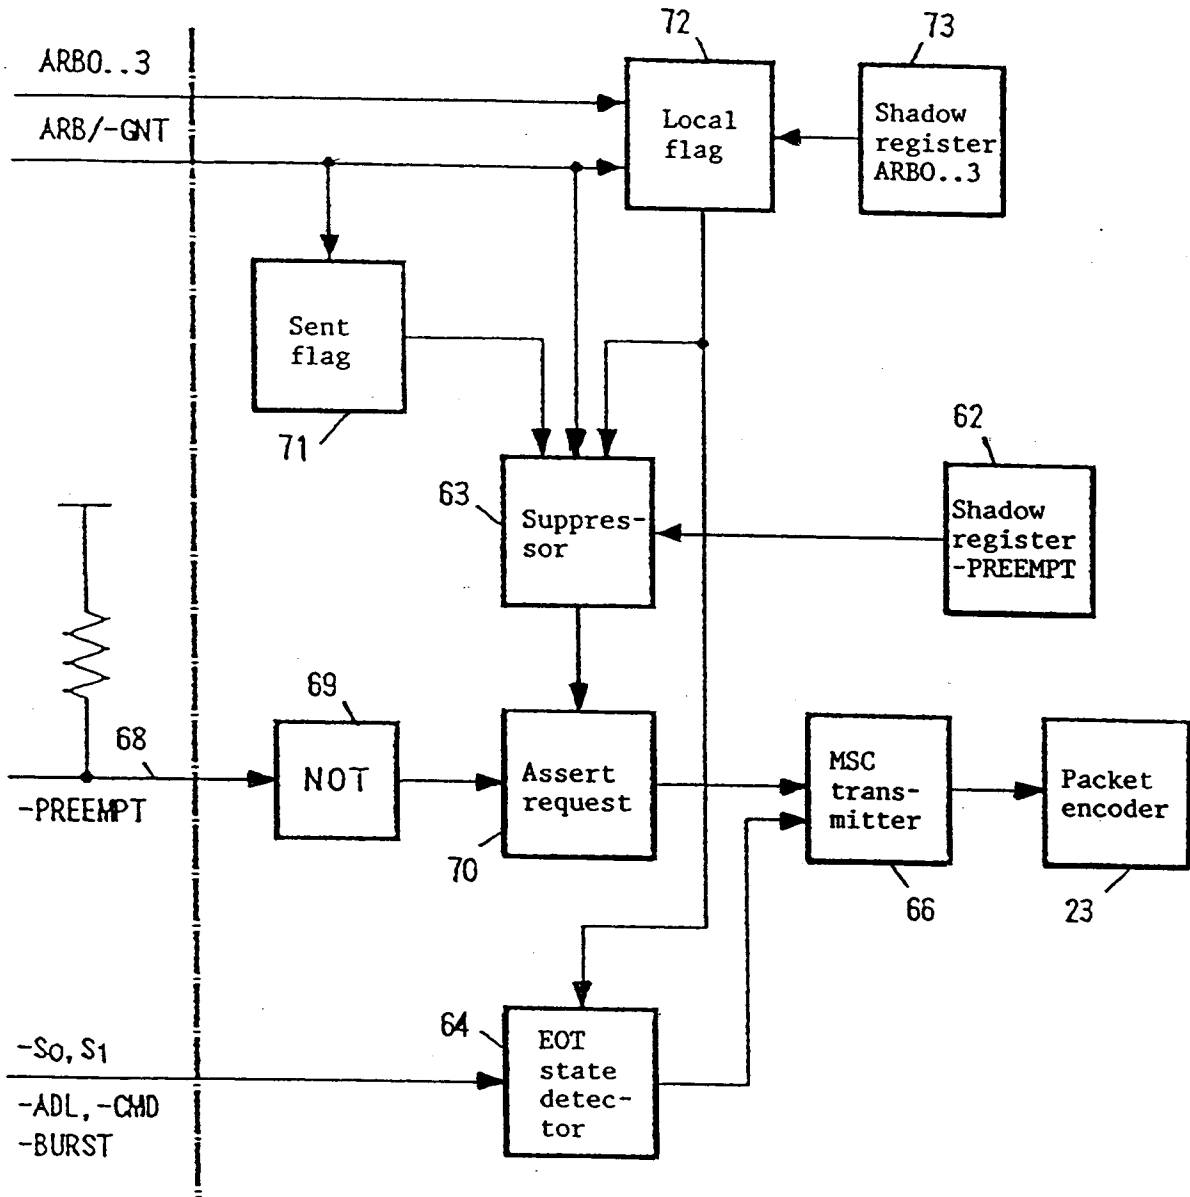 72
73
ARB0..3
Local
flag
Shadow
register
ARB0..3
ARB/-GNT
Sent
flag
71
62
63
Suppres-
sor
Shadow
register
-PREEMPT
69
68
NOT
Assert
request
MSC
trans-
mitter
Packet
encoder
-PREEMPT
70
66
23
64
-S0, S1
EOT
state
detec-
tor
-ADL, -CMD
-BURST